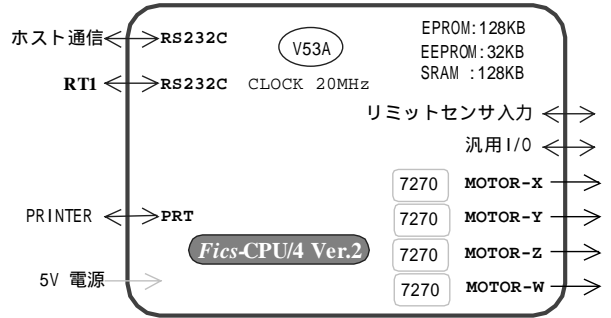 ホスト通信 RS232C V53A EPROM:128KB
EEPROM:32KB
RT1 RS232C CLOCK 20MHz SRAM :128KB
リミットセンサ入力
汎用I/O
7270 MOTOR-X
PRINTER PRT 7270 MOTOR-Y
Fics-CPU/4 Ver.2 7270 MOTOR-Z
5V 電源 7270 MOTOR-W